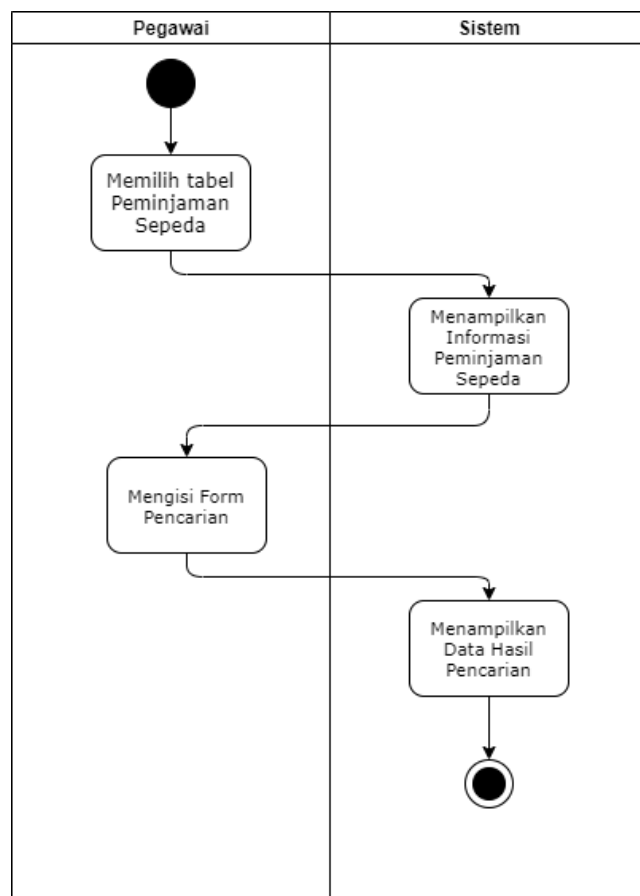 Pegawai
Sistem
Memilih tabel
Peminjaman
Sepeda
Menampilkan
Informasi
Peminjaman
Sepeda
Mengisi Form
Pencarian
Menampilkan
Data Hasil
Pencarian